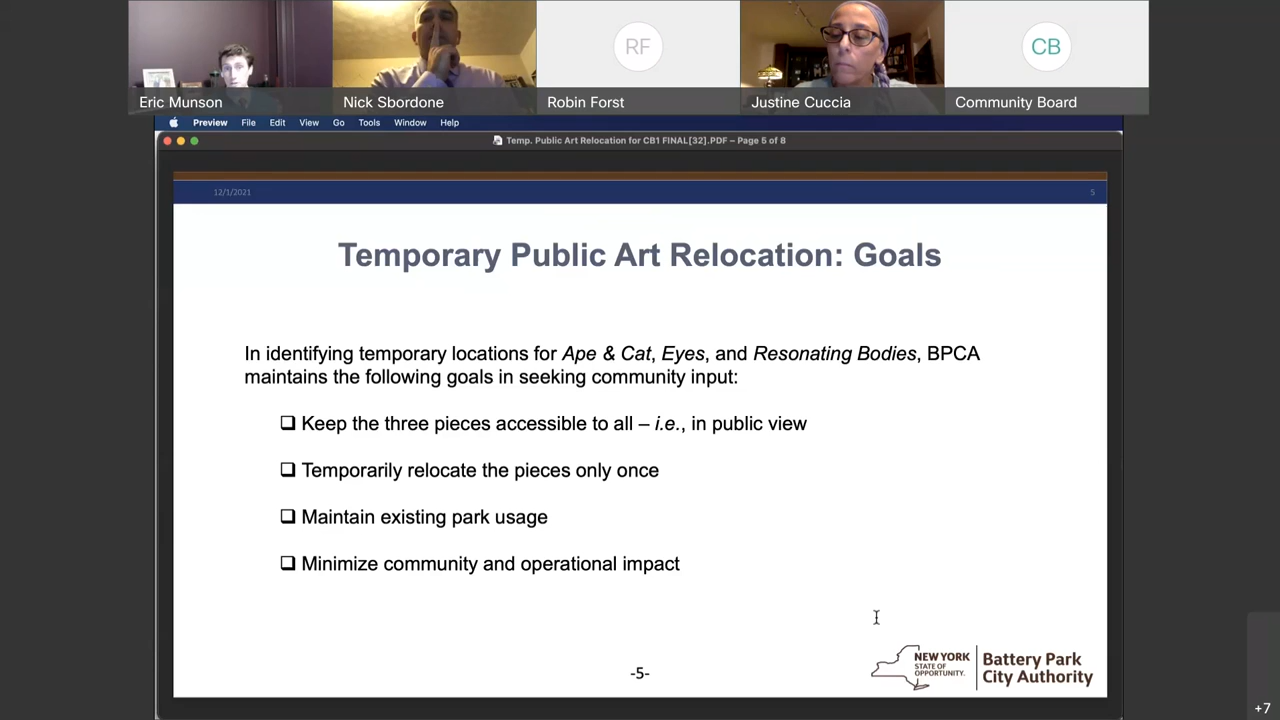 RF
CB
Eric Munson
Nick Sbordone
Robin Forst
Justine Cuccia
Community Board
Preview File Edit View Go Tools Window Help
Temp. Public Art Relocation for CB1 FINAL[32].PDF – Page 5 of 8
12/1/2021
5
Temporary Public Art Relocation: Goals
In identifying temporary locations for Ape & Cat, Eyes, and Resonating Bodies, BPCA
maintains the following goals in seeking community input:
Keep the three pieces accessible to all – i.e., in public view
Temporarily relocate the pieces only once
Maintain existing park usage
Minimize community and operational impact
-5-
NEW YORK
STATE OF
OPPORTUNITY.
Battery Park
City Authority
+7